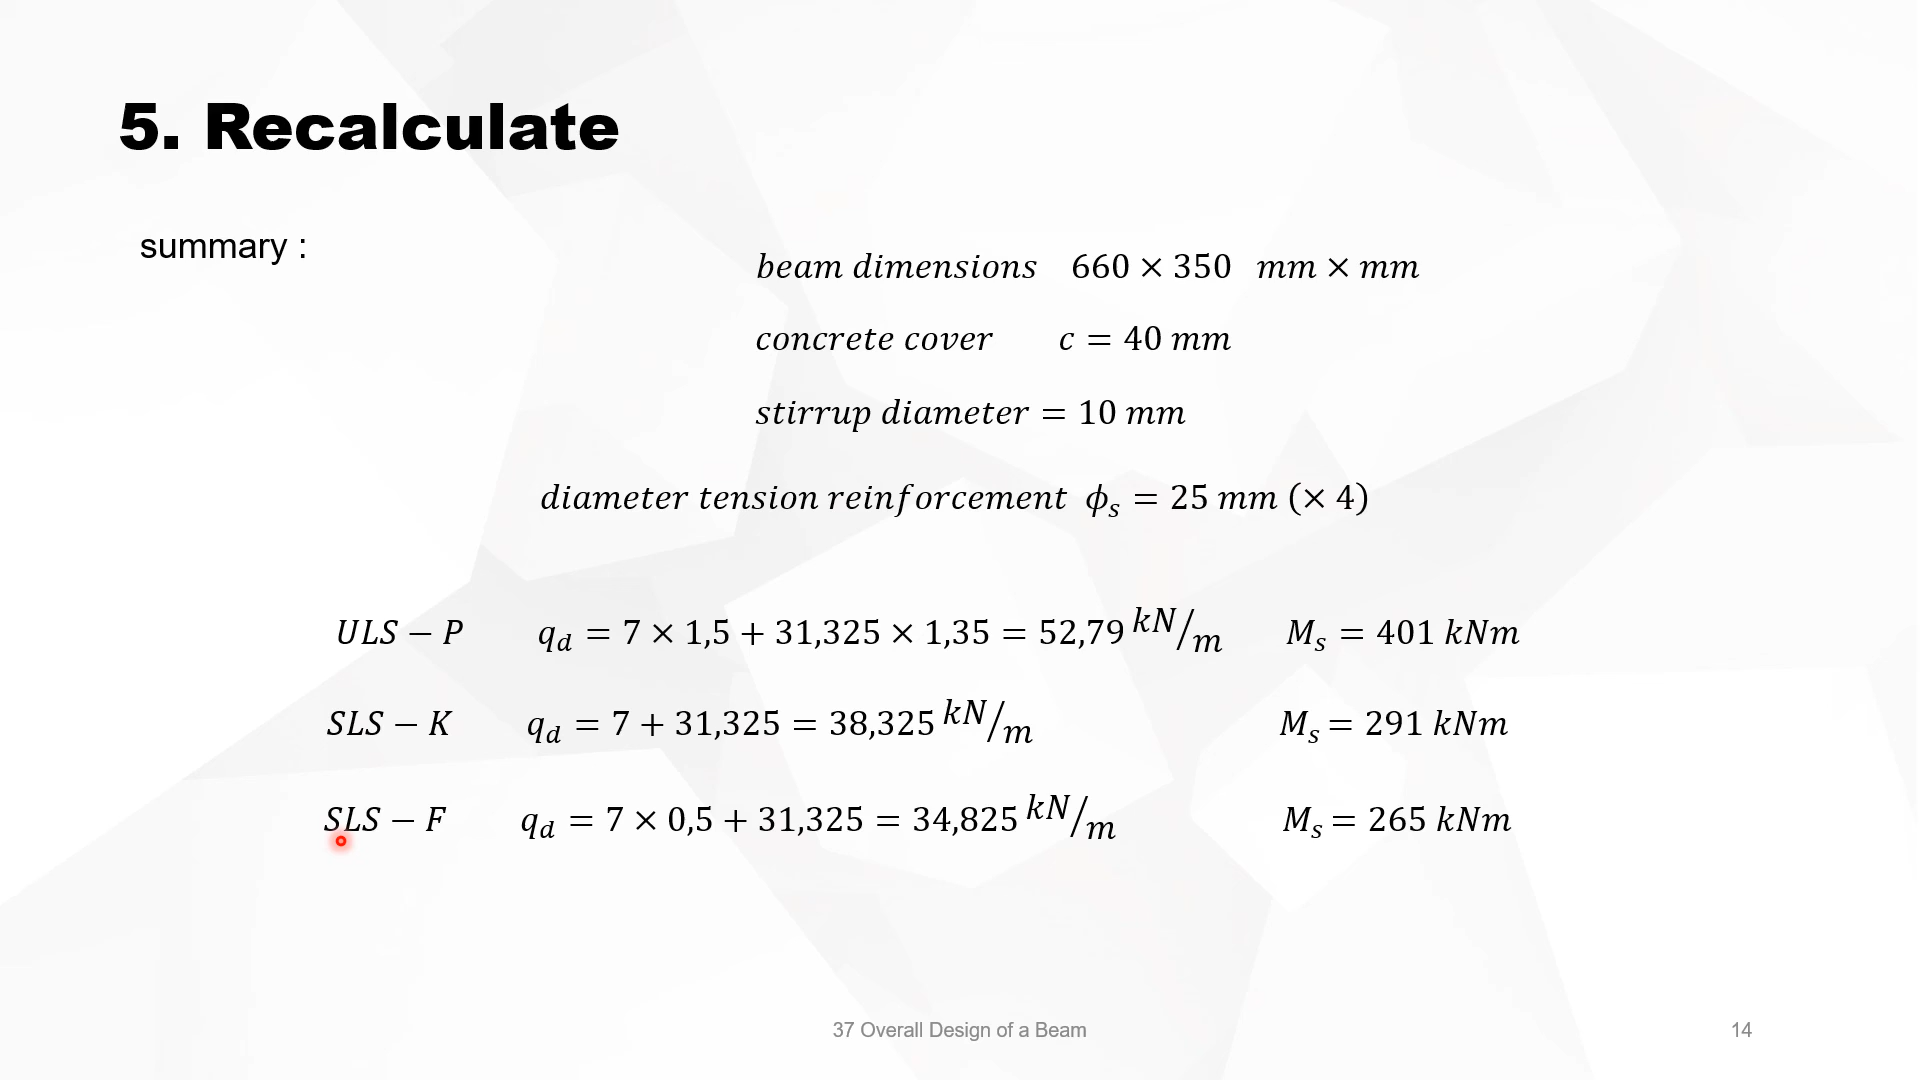 5. Recalculate
summary :
beam dimensions 660 × 350 mm × mm
concrete cover c = 40 mm
stirrup diameter = 10 mm
diameter tension reinforcement ϕₛ = 25 mm (× 4)
ULS − P q_d = 7 × 1,5 + 31,325 × 1,35 = 52,79 kN/m Mₛ = 401 kNm
SLS − K q_d = 7 + 31,325 = 38,325 kN/m Mₛ = 291 kNm
SLS − F q_d = 7 × 0,5 + 31,325 = 34,825 kN/m Mₛ = 265 kNm
37 Overall Design of a Beam 14